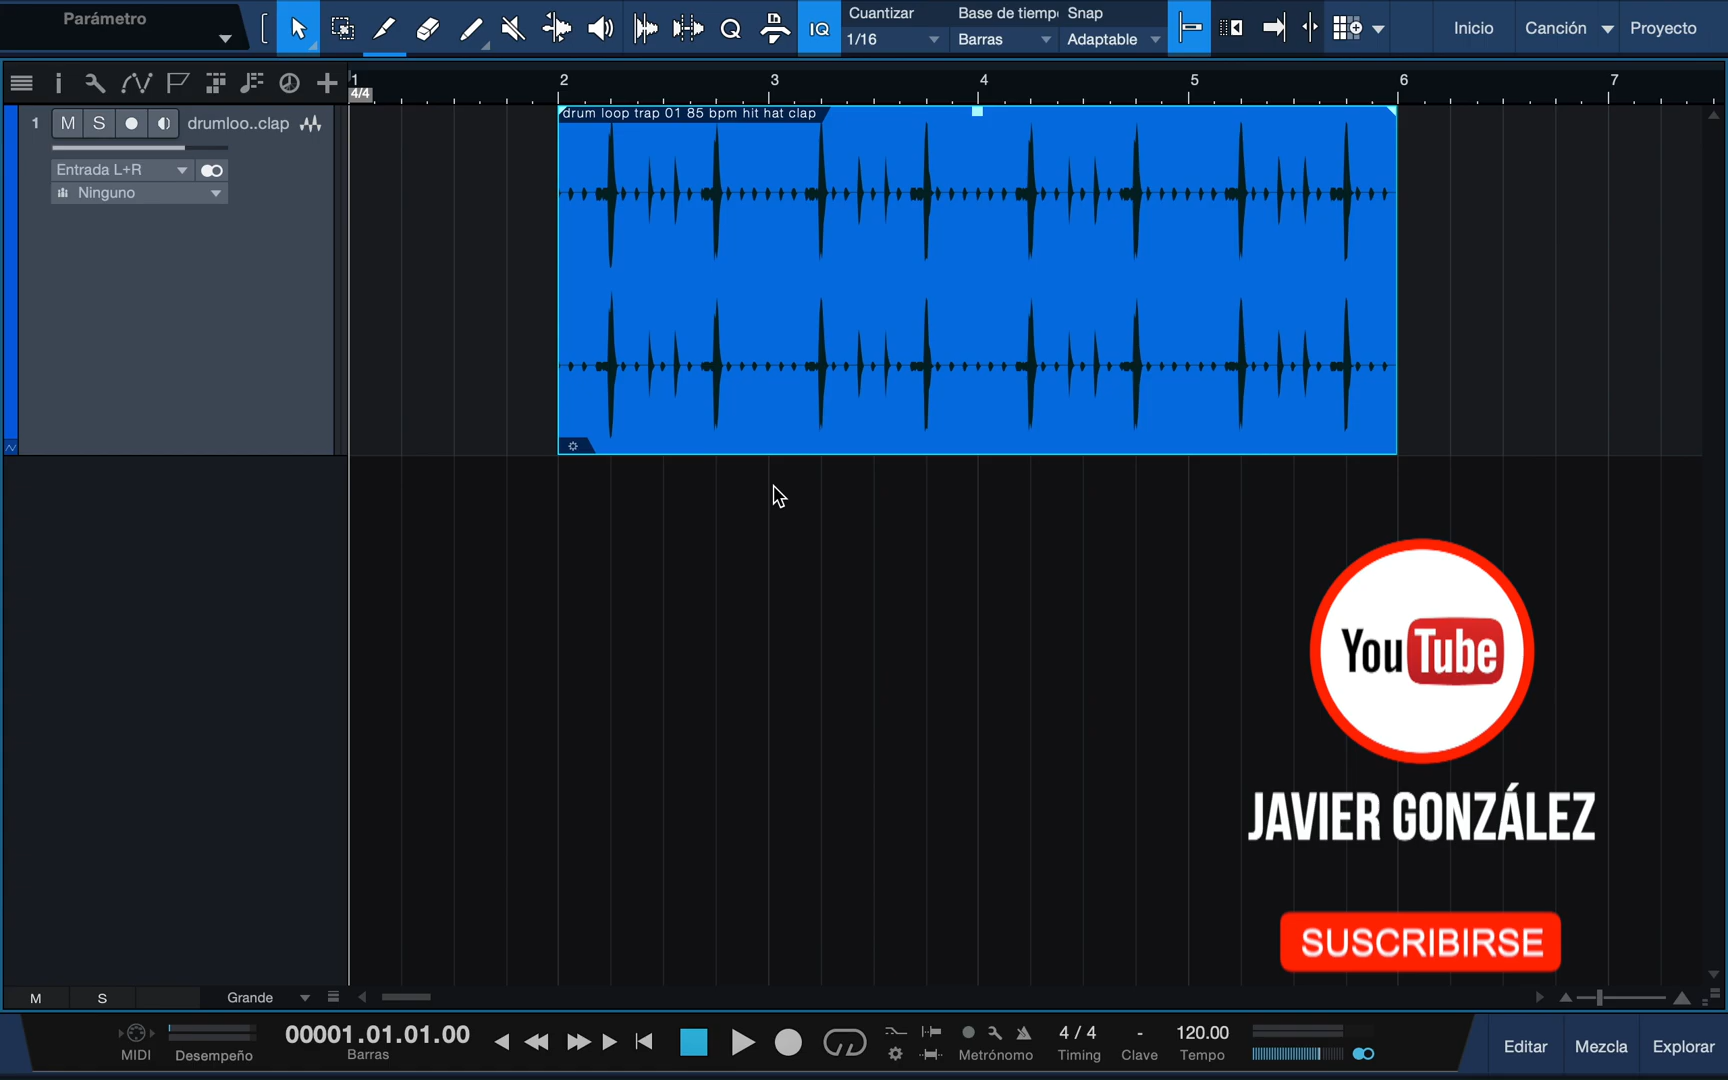 Parámetro
IQ
Cuantizar
1/16
Base de tiemp
Barras
Snap
Adaptable
Inicio
Canción
Proyecto
1
2
3
4
5
6
7
4/4
1
M
S
drumloo..clap
Entrada L+R
Ninguno
drum loop trap 01 85 bpm hit hat clap
YouTube
JAVIER GONZÁLEZ
SUSCRIBIRSE
M
S
Grande
MIDI
Desempeño
00001.01.01.00
Barras
Metrónomo
4 / 4
Timing
-
Clave
120.00
Tempo
Editar
Mezcla
Explorar